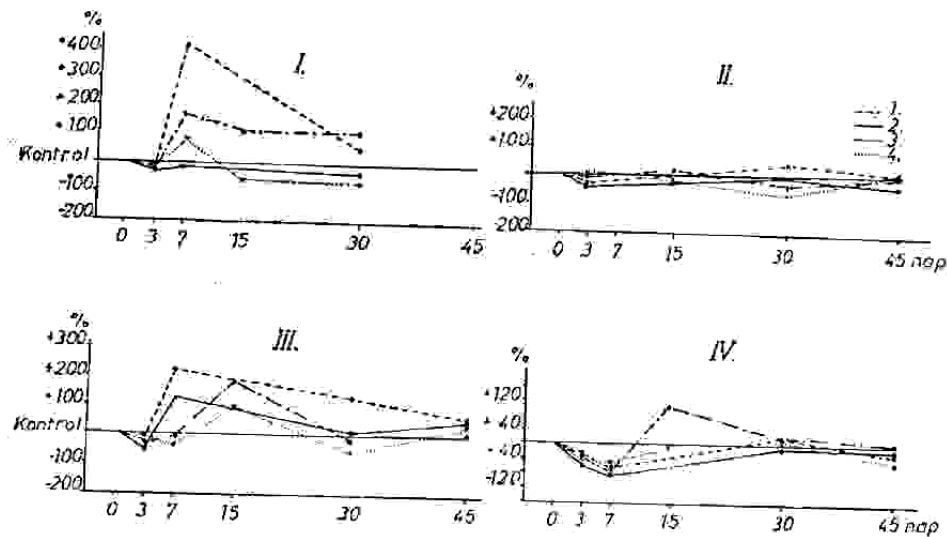 %
+400
+300
+200
+100
Kontrol
-100
-200
0 3 7 15 30 45
I.
%
+200
+100
-100
-200
0 3 7 15 30 45 nap
II.
1.
2.
3.
4.
%
+300
+200
+100
Kontrol
-100
-200
0 3 7 15 30 45
III.
%
+120
+40
-40
-120
0 3 7 15 30 45 nap
IV.